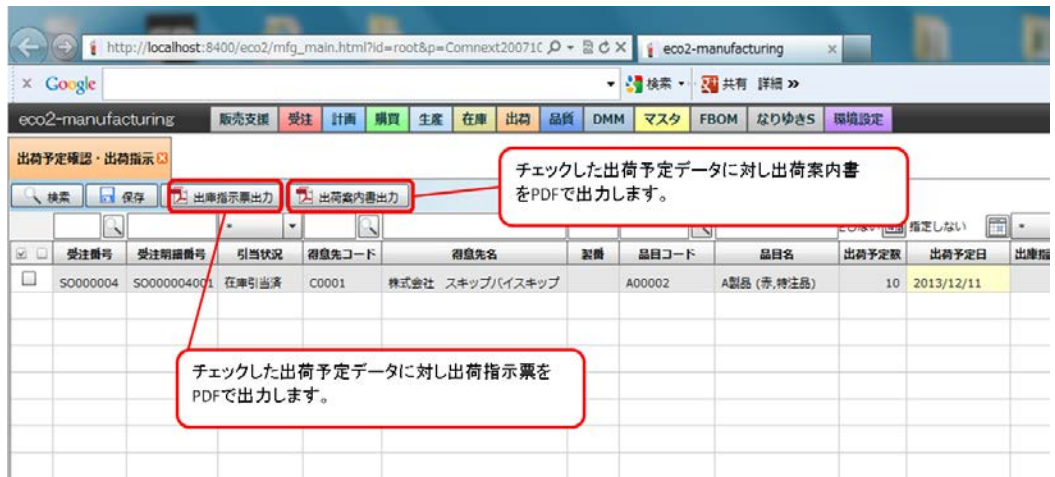 http://localhost:8400/eco2/mfg_main.html?id=root&p=Comnext20071C
eco2-manufacturing
x Google 検索 共有 詳細 »
eco2-manufacturing 販売支援 受注 計画 購買 生産 在庫 出荷 品質 DMM マスタ FBOM なりゆきS 環境設定
出荷予定確認・出荷指示
検索 保存 出庫指示票出力 出荷案内書出力
チェックした出荷予定データに対し出荷案内書
をPDFで出力します。
* 指定しない *
受注番号 受注明細番号 引当状況 得意先コード 得意先名 製番 品目コード 品目名 出荷予定数 出荷予定日
SO000004 SO000004001 在庫引当済 C0001 株式会社 スキップバイスキップ A00002 A製品 (赤,特注品) 10 2013/12/11
チェックした出荷予定データに対し出荷指示票を
PDFで出力します。